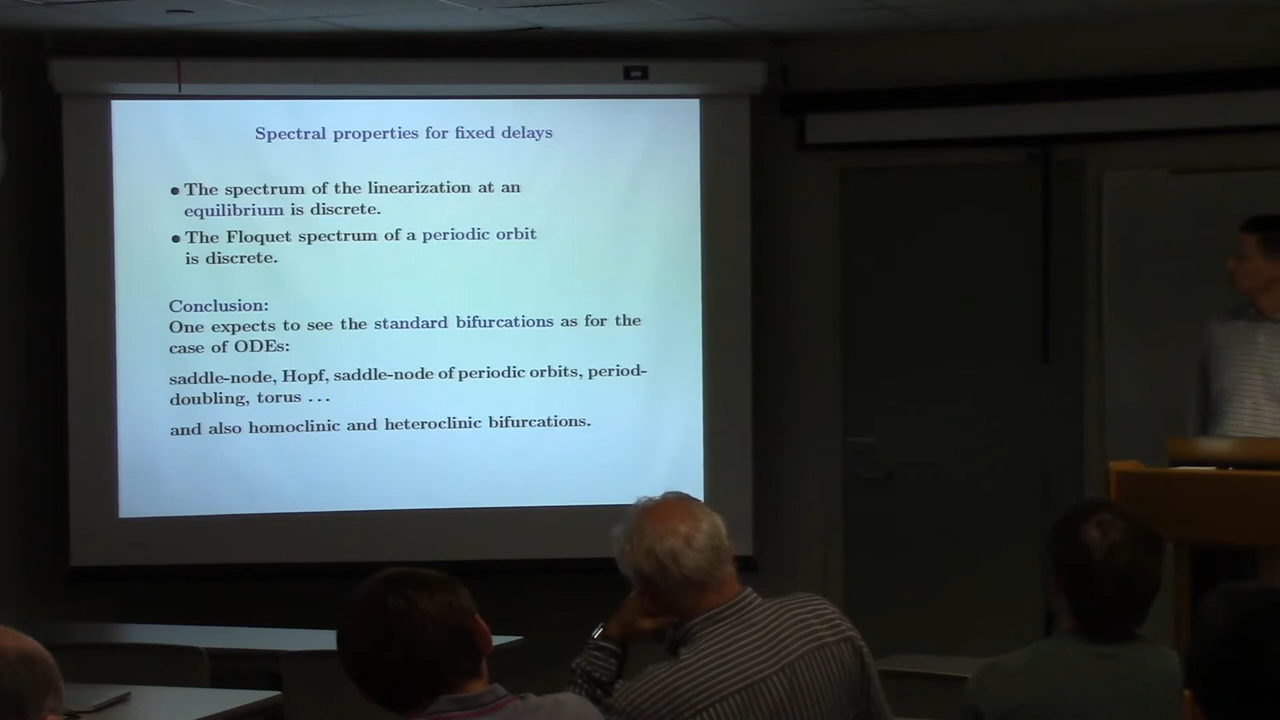 Spectral properties for fixed delays
• The spectrum of the linearization at an
equilibrium is discrete.
• The Floquet spectrum of a periodic orbit
is discrete.
Conclusion:
One expects to see the standard bifurcations as for the
case of ODEs:
saddle-node, Hopf, saddle-node of periodic orbits, period-
doubling, torus ...
and also homoclinic and heteroclinic bifurcations.